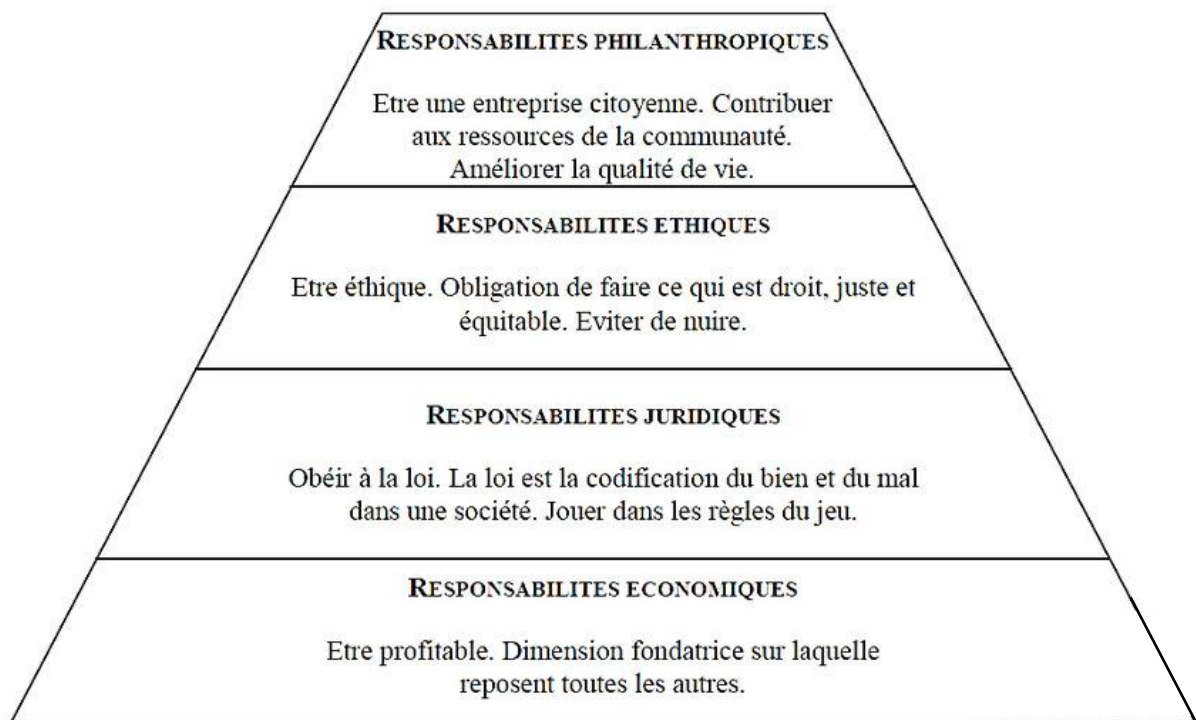 RESPONSABILITES PHILANTHROPIQUES
Etre une entreprise citoyenne. Contribuer
aux ressources de la communauté.
Améliorer la qualité de vie.
RESPONSABILITES ETHIQUES
Etre éthique. Obligation de faire ce qui est droit, juste et
équitable. Eviter de nuire.
RESPONSABILITES JURIDIQUES
Obéir à la loi. La loi est la codification du bien et du mal
dans une société. Jouer dans les règles du jeu.
RESPONSABILITES ECONOMIQUES
Etre profitable. Dimension fondatrice sur laquelle
reposent toutes les autres.